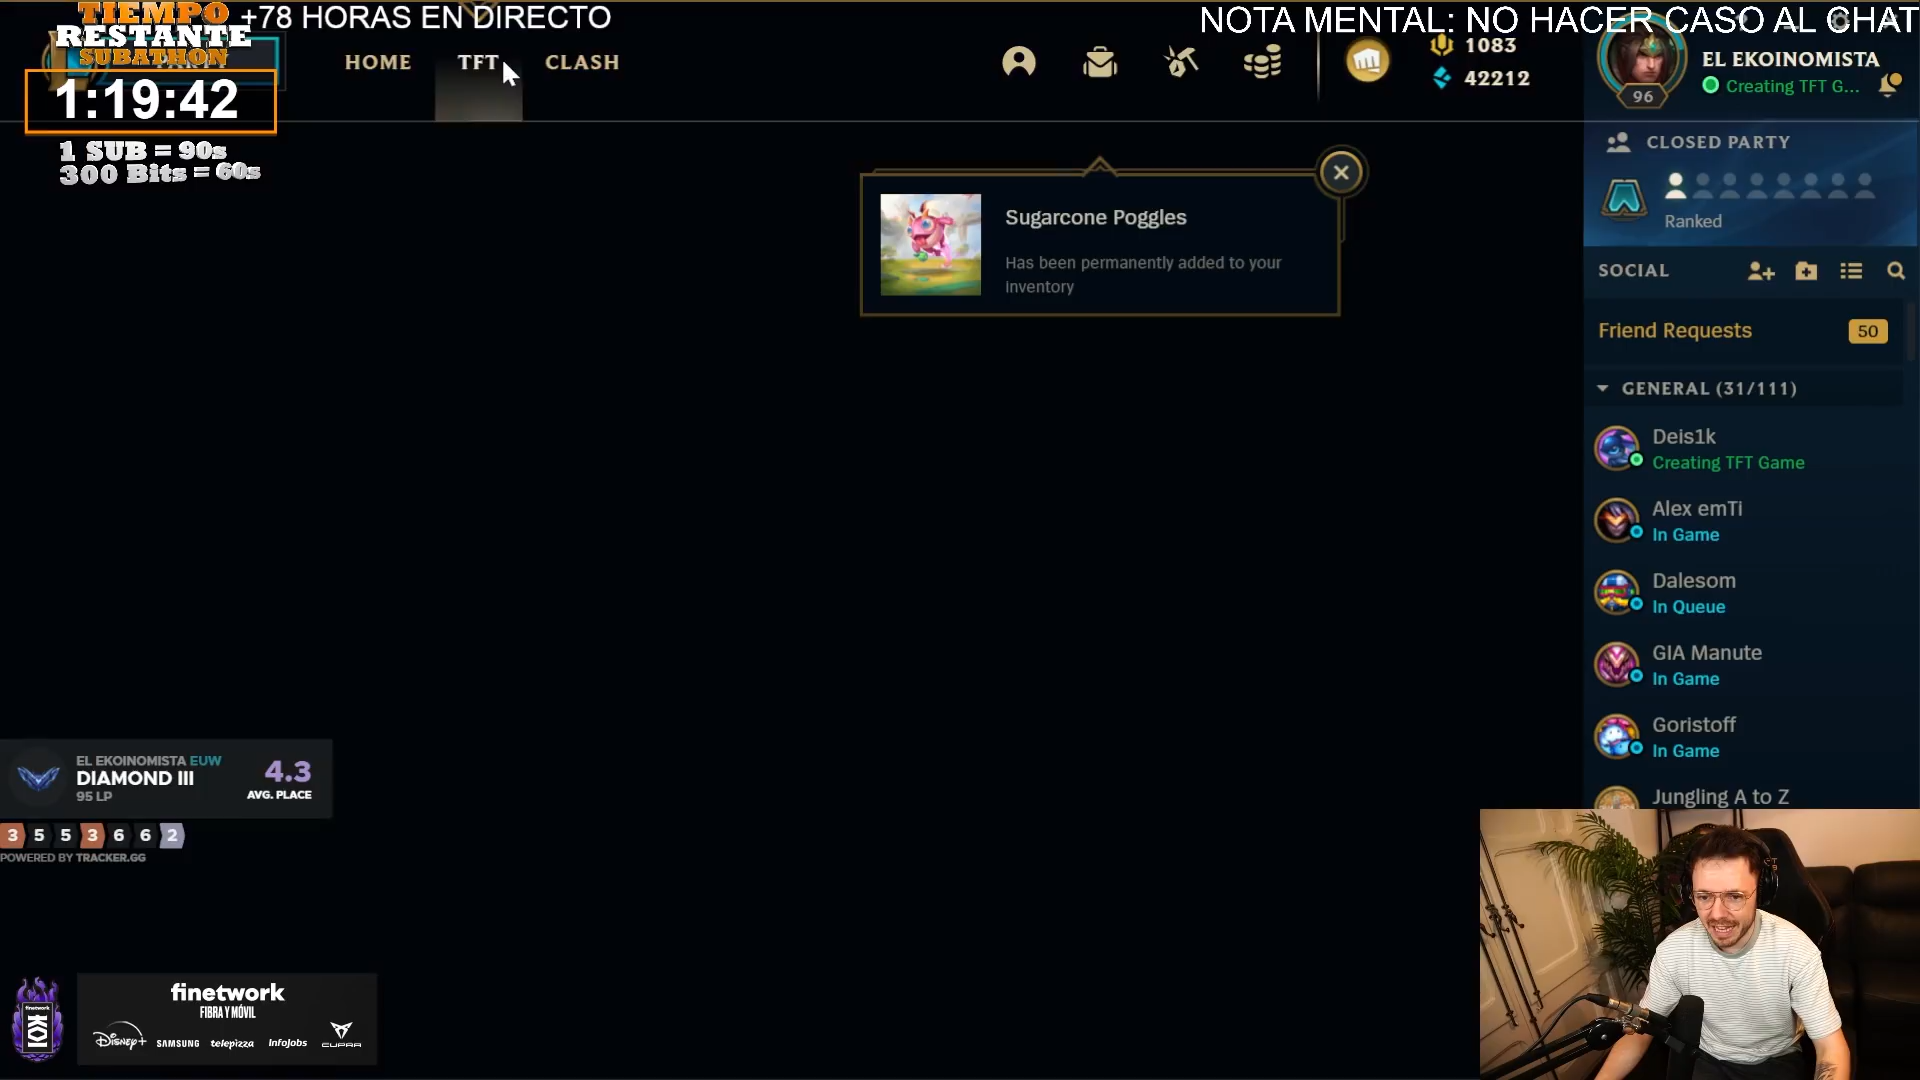 TIEMPO
RESTANTE
SUBATHON
1:19:42
1 SUB = 90s
300 Bits = 60s
+78 HORAS EN DIRECTO
NOTA MENTAL: NO HACER CASO AL CHAT
HOME
TFT
CLASH
1083
42212
96
EL EKOINOMISTA
Creating TFT G...
CLOSED PARTY
Ranked
SOCIAL
Friend Requests
50
GENERAL (31/111)
Deis1k
Creating TFT Game
Alex emTi
In Game
Dalesom
In Queue
GIA Manute
In Game
Goristoff
In Game
Jungling A to Z
Sugarcone Poggles
Has been permanently added to your
inventory
EL EKOINOMISTA EUW
DIAMOND III
95 LP
4.3
AVG. PLACE
3 5 5 3 6 6 2
POWERED BY TRACKER.GG
finetwork
KOI
finetwork
FIBRA Y MÓVIL
Disney+
SAMSUNG
telepizza
InfoJobs
CUPRA